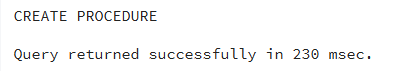 CREATE PROCEDURE
Query returned successfully in 230 msec.